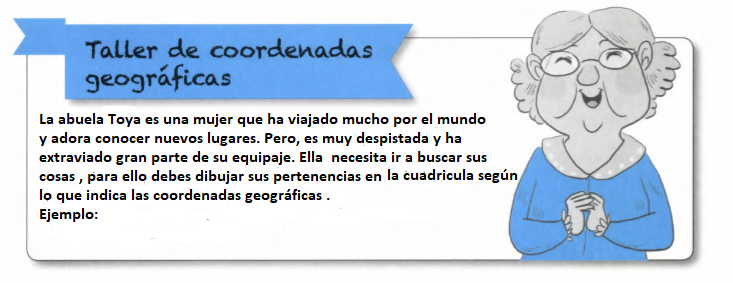 Taller de coordenadas
geográficas
La abuela Toya es una mujer que ha viajado mucho por el mundo
y adora conocer nuevos lugares. Pero, es muy despistada y ha
extraviado gran parte de su equipaje. Ella necesita ir a buscar sus
cosas , para ello debes dibujar sus pertenencias en la cuadricula según
lo que indica las coordenadas geográficas .
Ejemplo: